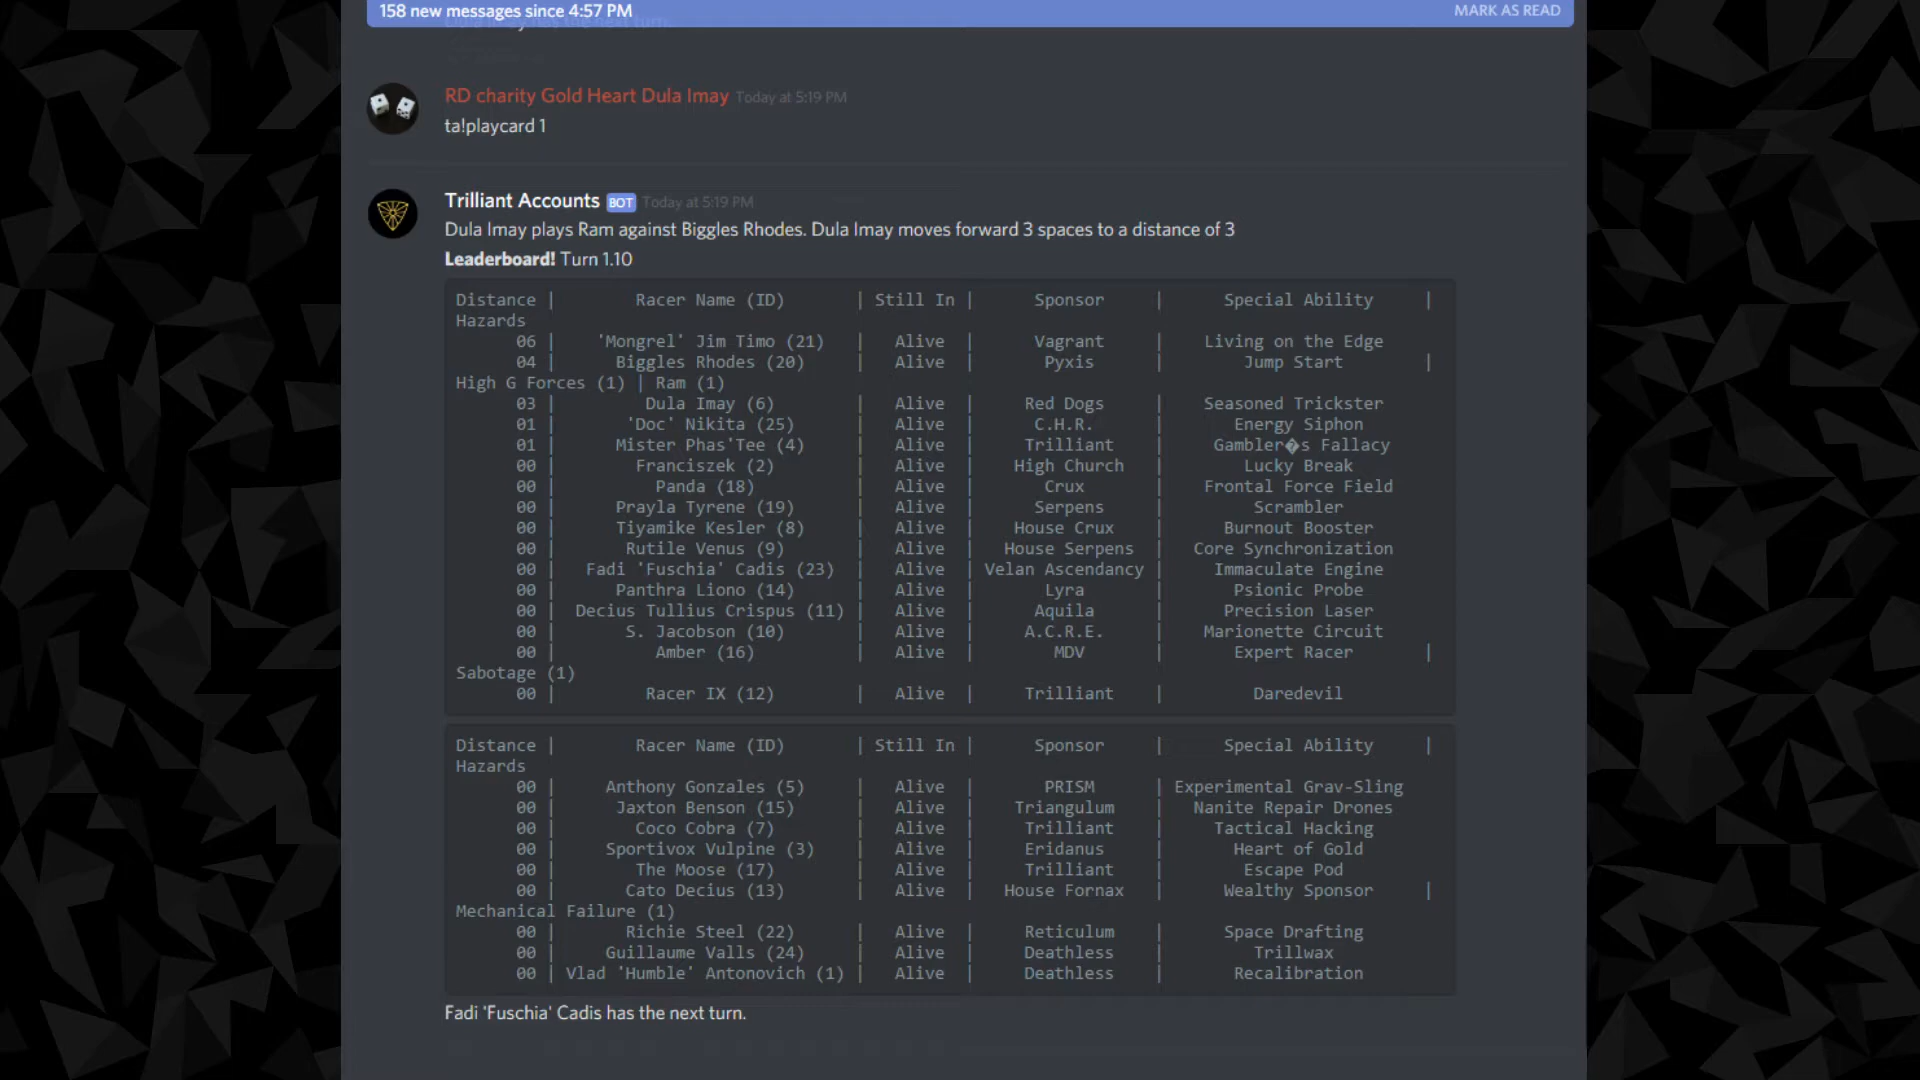 158 new messages since 4:57 PM MARK AS READ
RD charity Gold Heart Dula Imay Today at 5:19 PM
ta!playcard 1
Trilliant Accounts BOT Today at 5:19 PM
Dula Imay plays Ram against Biggles Rhodes. Dula Imay moves forward 3 spaces to a distance of 3
Leaderboard! Turn 1.10
Distance | Racer Name (ID) | Still In | Sponsor | Special Ability |
Hazards
06 | 'Mongrel' Jim Timo (21) | Alive | Vagrant | Living on the Edge
04 | Biggles Rhodes (20) | Alive | Pyxis | Jump Start |
High G Forces (1) | Ram (1)
03 | Dula Imay (6) | Alive | Red Dogs | Seasoned Trickster
01 | 'Doc' Nikita (25) | Alive | C.H.R. | Energy Siphon
01 | Mister Phas'Tee (4) | Alive | Trilliant | Gambler�s Fallacy
00 | Franciszek (2) | Alive | High Church | Lucky Break
00 | Panda (18) | Alive | Crux | Frontal Force Field
00 | Prayla Tyrene (19) | Alive | Serpens | Scrambler
00 | Tiyamike Kesler (8) | Alive | House Crux | Burnout Booster
00 | Rutile Venus (9) | Alive | House Serpens | Core Synchronization
00 | Fadi 'Fuschia' Cadis (23) | Alive | Velan Ascendancy | Immaculate Engine
00 | Panthra Liono (14) | Alive | Lyra | Psionic Probe
00 | Decius Tullius Crispus (11) | Alive | Aquila | Precision Laser
00 | S. Jacobson (10) | Alive | A.C.R.E. | Marionette Circuit
00 | Amber (16) | Alive | MDV | Expert Racer |
Sabotage (1)
00 | Racer IX (12) | Alive | Trilliant | Daredevil
Distance | Racer Name (ID) | Still In | Sponsor | Special Ability |
Hazards
00 | Anthony Gonzales (5) | Alive | PRISM | Experimental Grav-Sling
00 | Jaxton Benson (15) | Alive | Triangulum | Nanite Repair Drones
00 | Coco Cobra (7) | Alive | Trilliant | Tactical Hacking
00 | Sportivox Vulpine (3) | Alive | Eridanus | Heart of Gold
00 | The Moose (17) | Alive | Trilliant | Escape Pod
00 | Cato Decius (13) | Alive | House Fornax | Wealthy Sponsor |
Mechanical Failure (1)
00 | Richie Steel (22) | Alive | Reticulum | Space Drafting
00 | Guillaume Valls (24) | Alive | Deathless | Trillwax
00 | Vlad 'Humble' Antonovich (1) | Alive | Deathless | Recalibration
Fadi 'Fuschia' Cadis has the next turn.